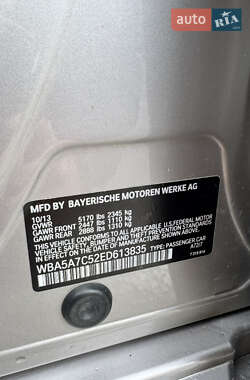 AUTO.RIA
MFD BY BAYERISCHE MOTOREN WERKE AG
10/13
GVWR 5170 lbs 2345 kg
GAWR FRONT 2447 lbs 1110 kg
GAWR REAR 2888 lbs 1310 kg
THIS VEHICLE CONFORMS TO ALL
APPLICABLE U.S. FEDERAL MOTOR
VEHICLE SAFETY AND THEFT PREVENTION
STANDARDS IN EFFECT ON THE DATE OF
MANUFACTURE SHOWN ABOVE.
WBA5A7C52ED613835
TYPE: PASSENGER CAR